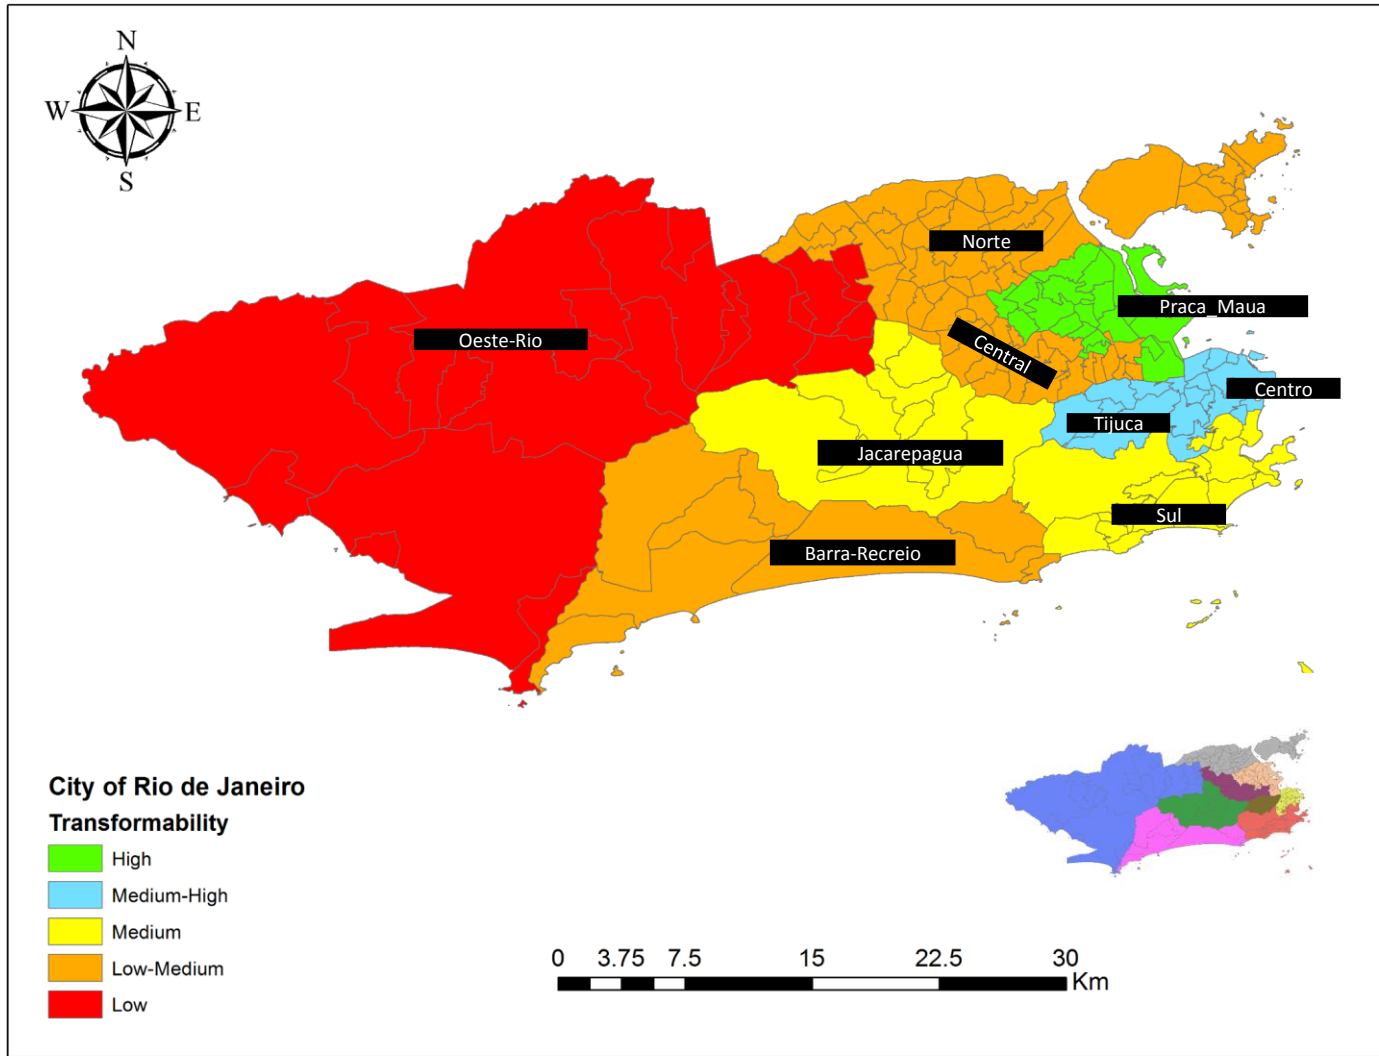 N
W
E
S
Norte
Praca_Maua
Oeste-Rio
Central
Centro
Tijuca
Jacarepagua
Sul
Barra-Recreio
City of Rio de Janeiro
Transformability
High
Medium-High
Medium
Low-Medium
Low
0 3.75 7.5 15 22.5 30
Km